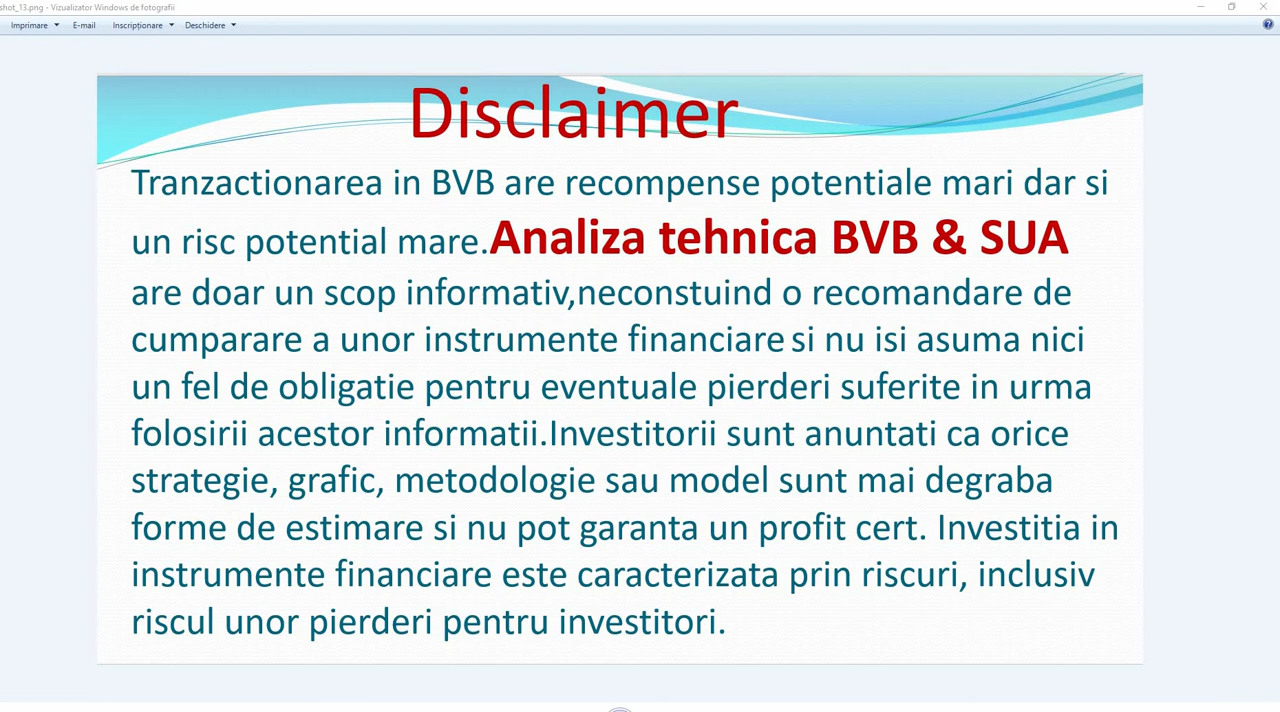 shot_13.png - Vizualizator Windows de fotografii
Imprimare E-mail Inscripționare Deschidere
Disclaimer
Tranzactionarea in BVB are recompense potentiale mari dar si
un risc potential mare.Analiza tehnica BVB & SUA
are doar un scop informativ,neconstuind o recomandare de
cumparare a unor instrumente financiare si nu isi asuma nici
un fel de obligatie pentru eventuale pierderi suferite in urma
folosirii acestor informatii.Investitorii sunt anuntati ca orice
strategie, grafic, metodologie sau model sunt mai degraba
forme de estimare si nu pot garanta un profit cert. Investitia in
instrumente financiare este caracterizata prin riscuri, inclusiv
riscul unor pierderi pentru investitori.